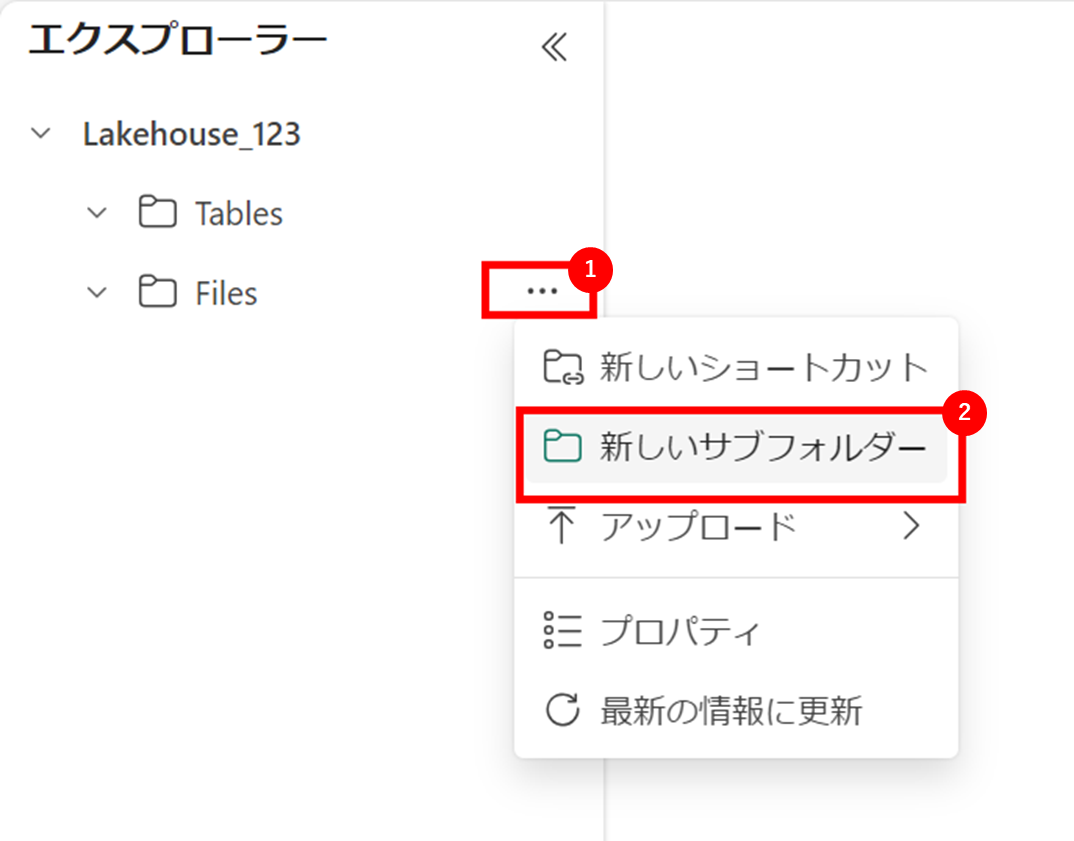 エクスプローラー
Lakehouse_123
Tables
Files
1
新しいショートカット
2
新しいサブフォルダー
アップロード
プロパティ
最新の情報に更新